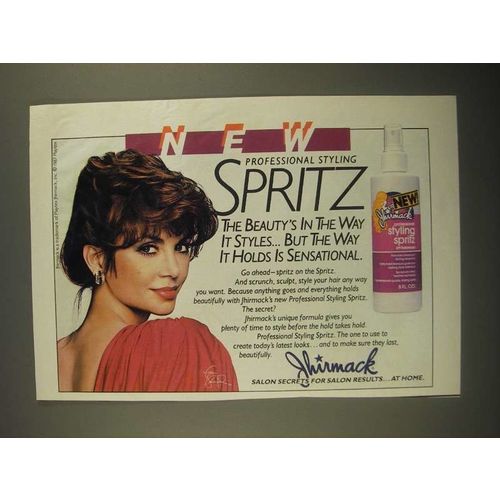 NEW
PROFESSIONAL STYLING
SPRITZ
THE BEAUTY'S IN THE WAY
IT STYLES... BUT THE WAY
IT HOLDS IS SENSATIONAL.
Go ahead—spritz on the Spritz.
And scrunch, sculpt, style your hair any way
you want. Because anything goes and everything holds
beautifully with Jhirmack's new Professional Styling Spritz.
The secret?
Jhirmack's unique formula gives you
plenty of time to style before the hold takes hold.
Professional Styling Spritz. The one to use to
create today's latest looks... and to make sure they last,
beautifully.
Jhirmack
SALON SECRETS FOR SALON RESULTS... AT HOME.
NEW
Jhirmack
professional
styling
spritz
8 FL OZ